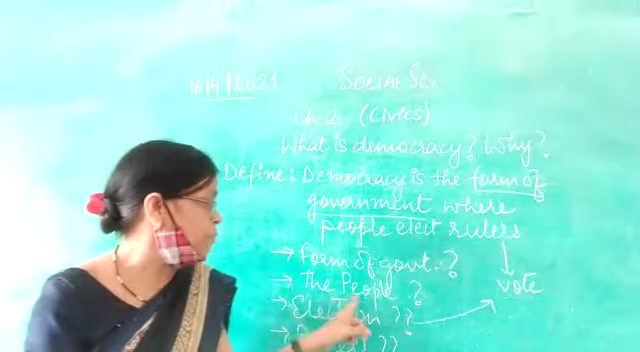 16/4/2021 SOCIAL Sc.
Ch-2 (Civics)
What is democracy? Why?
Define: Democracy is the form of
government where
people elect rulers
→ Form of govt. ?
→ The People ? vote
→ Election ??
→ ??